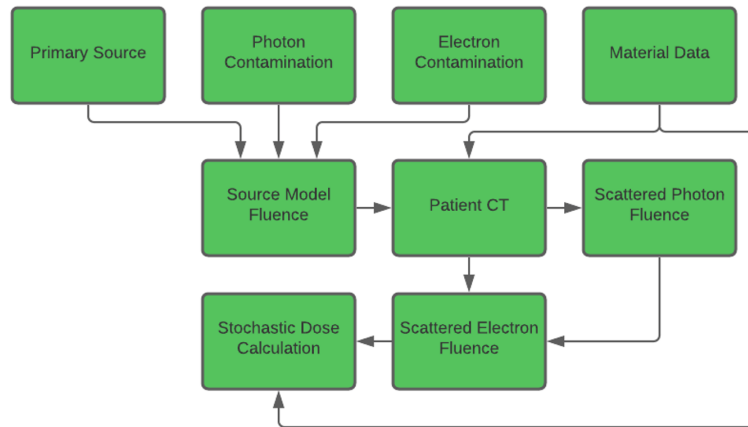 Primary Source
Photon
Contamination
Electron
Contamination
Material Data
Source Model
Fluence
Patient CT
Scattered Photon
Fluence
Stochastic Dose
Calculation
Scattered Electron
Fluence